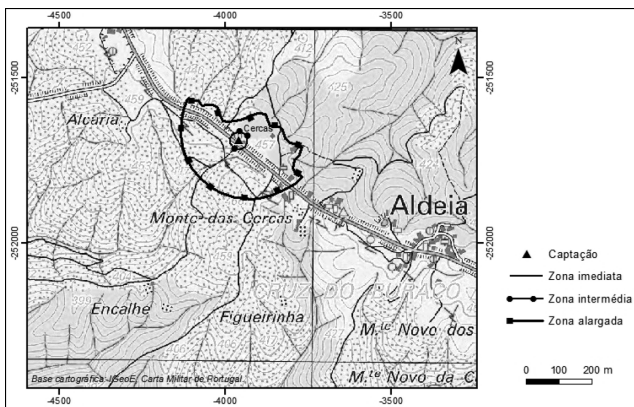 -4500 -4000 -3500
-251500
-251500
N
Alcaria
Cercas
Monte das Cercas
Aldeia
-252000
-252000
Encalhe
Figueirinha
M.te Novo dos
M.te Novo da C
Base cartográfica: IGeoE, Carta Militar de Portugal
-4500 -4000 -3500
Captação
Zona imediata
Zona intermédia
Zona alargada
0 100 200 m